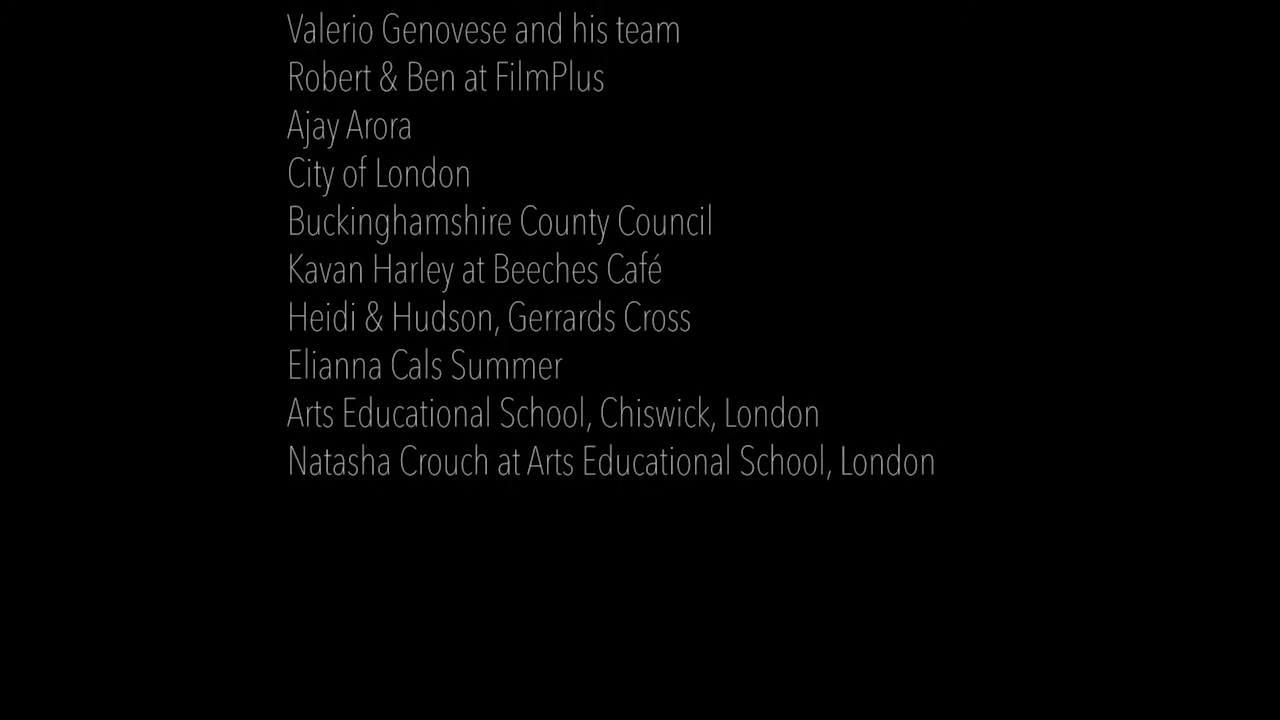 Valerio Genovese and his team
Robert & Ben at FilmPlus
Ajay Arora
City of London
Buckinghamshire County Council
Kavan Harley at Beeches Café
Heidi & Hudson, Gerrards Cross
Elianna Cals Summer
Arts Educational School, Chiswick, London
Natasha Crouch at Arts Educational School, London